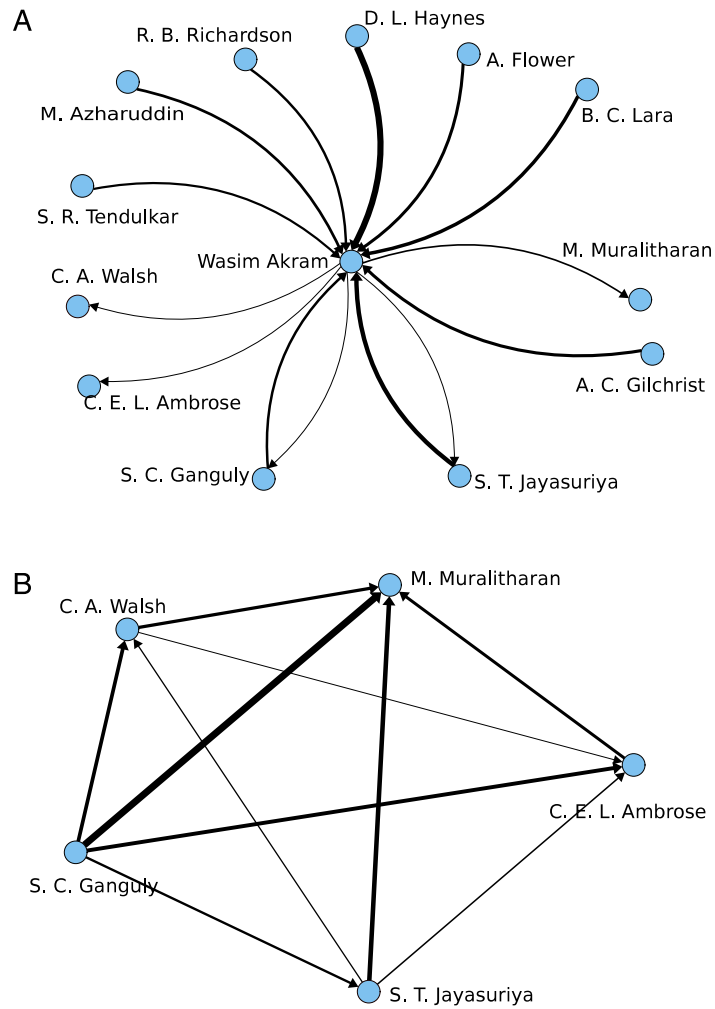 A
D. L. Haynes
R. B. Richardson
A. Flower
M. Azharuddin
B. C. Lara
S. R. Tendulkar
Wasim Akram
M. Muralitharan
C. A. Walsh
A. C. Gilchrist
C. E. L. Ambrose
S. C. Ganguly
S. T. Jayasuriya
B
M. Muralitharan
C. A. Walsh
C. E. L. Ambrose
S. C. Ganguly
S. T. Jayasuriya